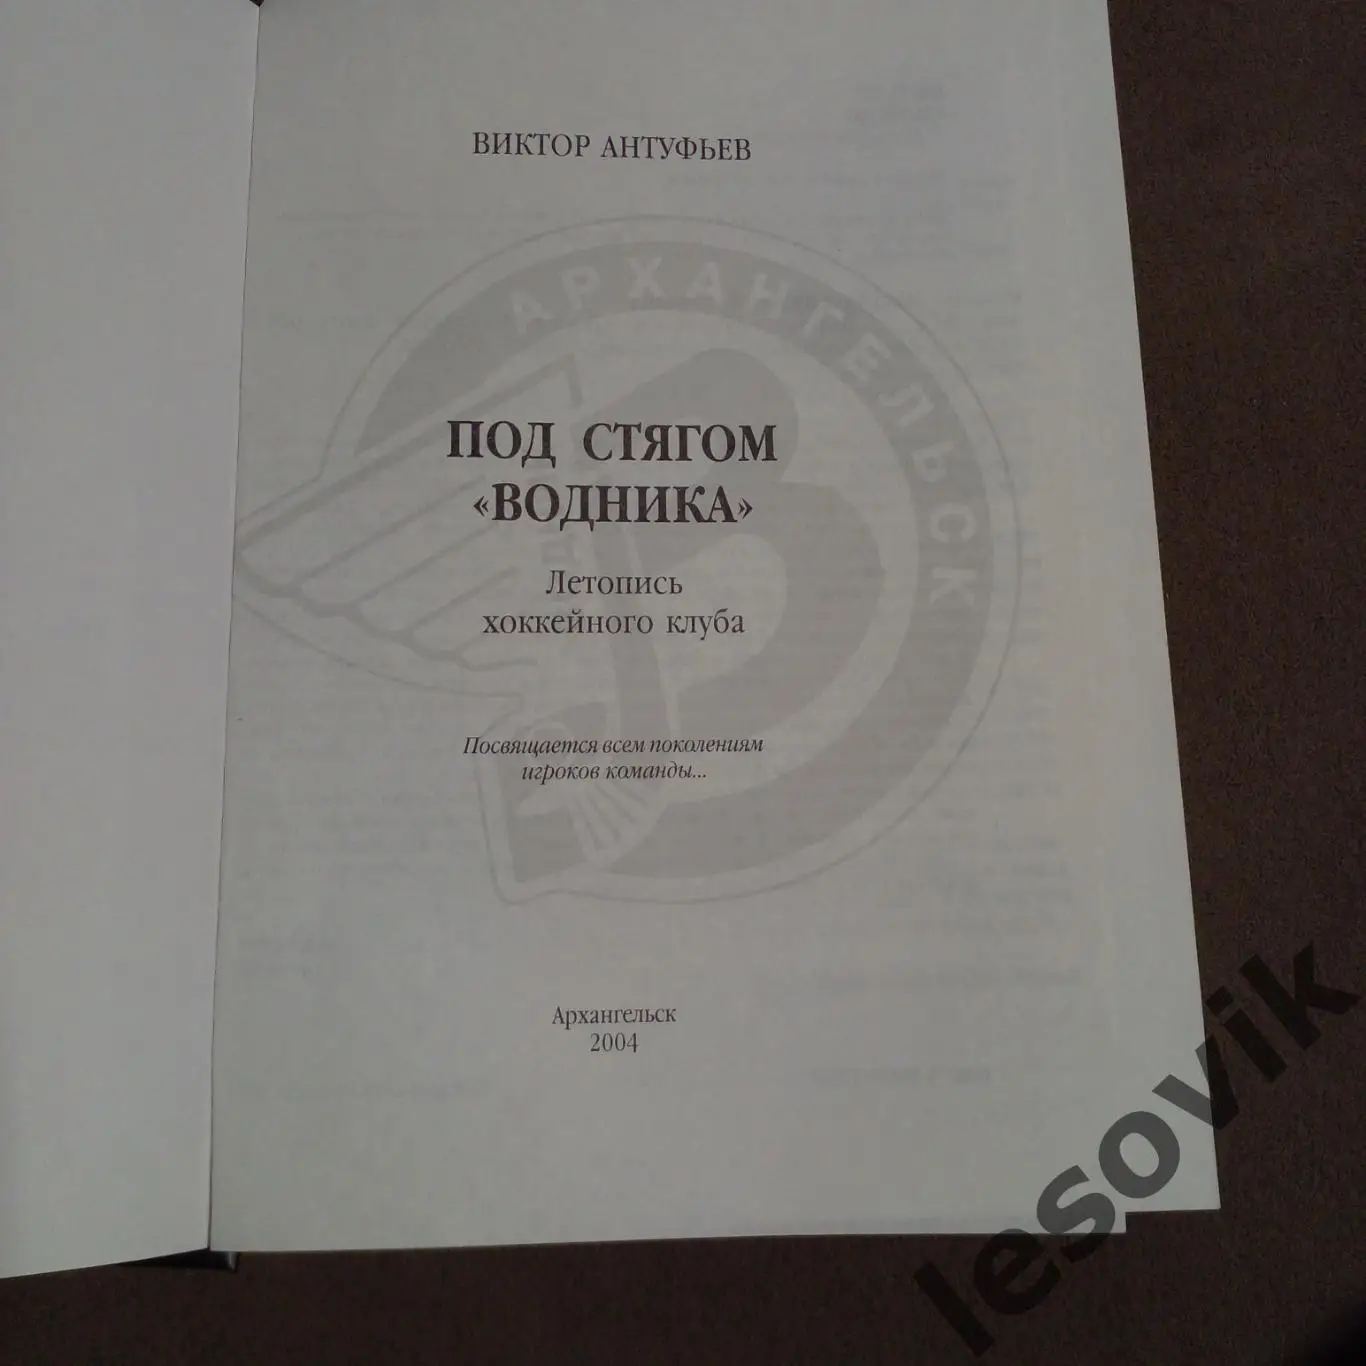 ВИКТОР АНТУФЬЕВ
АРХАНГЕЛЬСК
ПОД СТЯГОМ
«ВОДНИКА»
Летопись
хоккейного клуба
Посвящается всем поколениям
игроков команды...
Архангельск
2004
lesovik